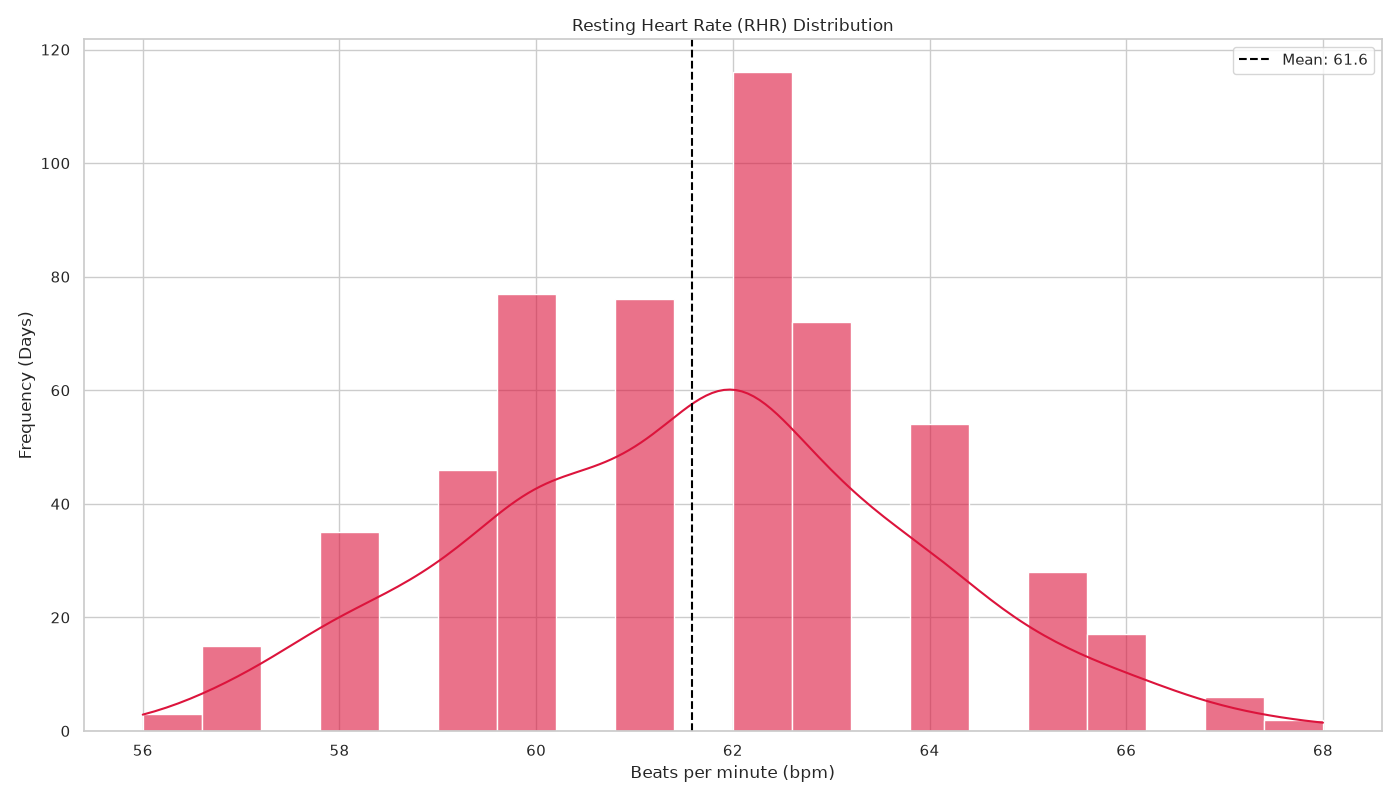 Resting Heart Rate (RHR) Distribution
Mean: 61.6
Frequency (Days)
120
100
80
60
40
20
0
56 58 60 62 64 66 68
Beats per minute (bpm)